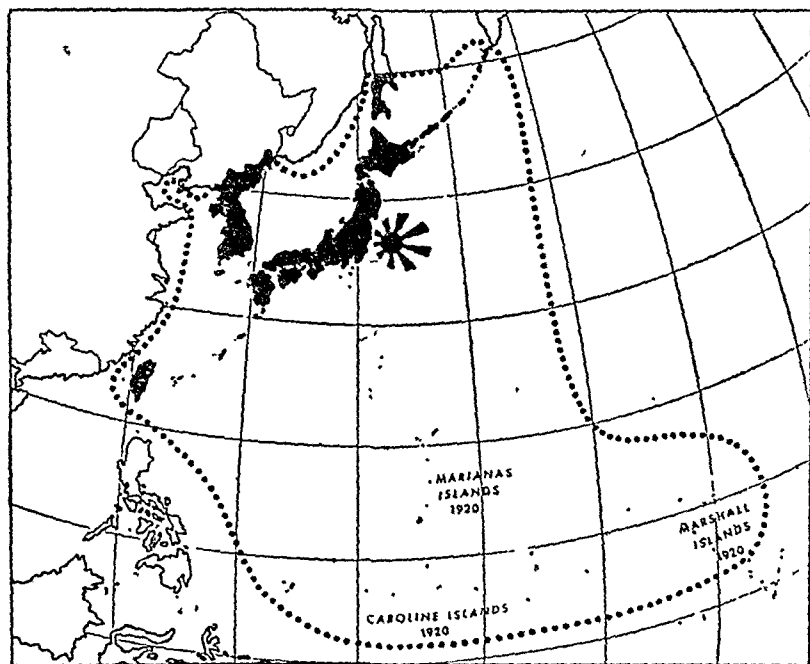 MARIANAS
ISLANDS
1920
MARSHALL
ISLANDS
1920
CAROLINE ISLANDS
1920